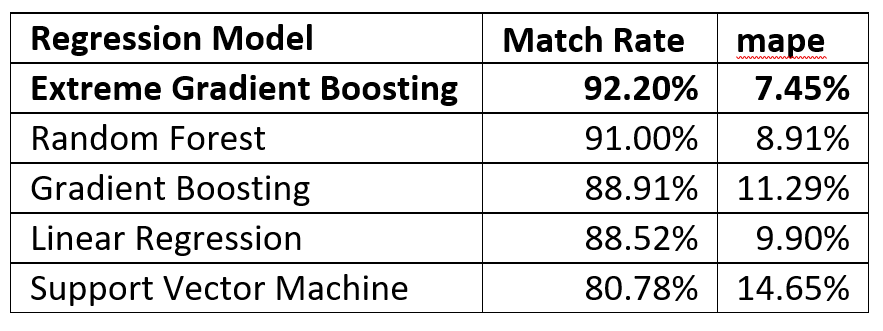 Regression Model Match Rate mape
Extreme Gradient Boosting 92.20% 7.45%
Random Forest 91.00% 8.91%
Gradient Boosting 88.91% 11.29%
Linear Regression 88.52% 9.90%
Support Vector Machine 80.78% 14.65%